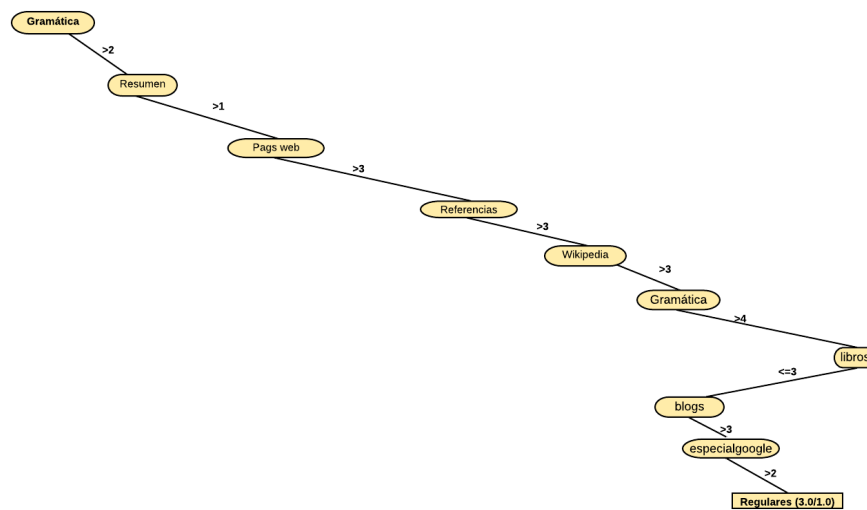 Gramática
>2
Resumen
>1
Pags web
>3
Referencias
>3
Wikipedia
>3
Gramática
>4
libros
<=3
blogs
>3
especialgoogle
>2
Regulares (3.0/1.0)